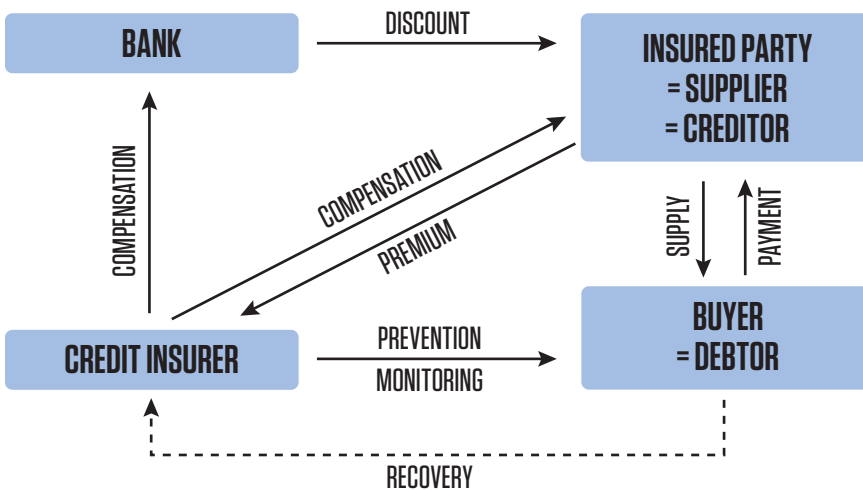 BANK
DISCOUNT
INSURED PARTY
= SUPPLIER
= CREDITOR
COMPENSATION
COMPENSATION
PREMIUM
SUPPLY
PAYMENT
CREDIT INSURER
PREVENTION
MONITORING
BUYER
= DEBTOR
RECOVERY